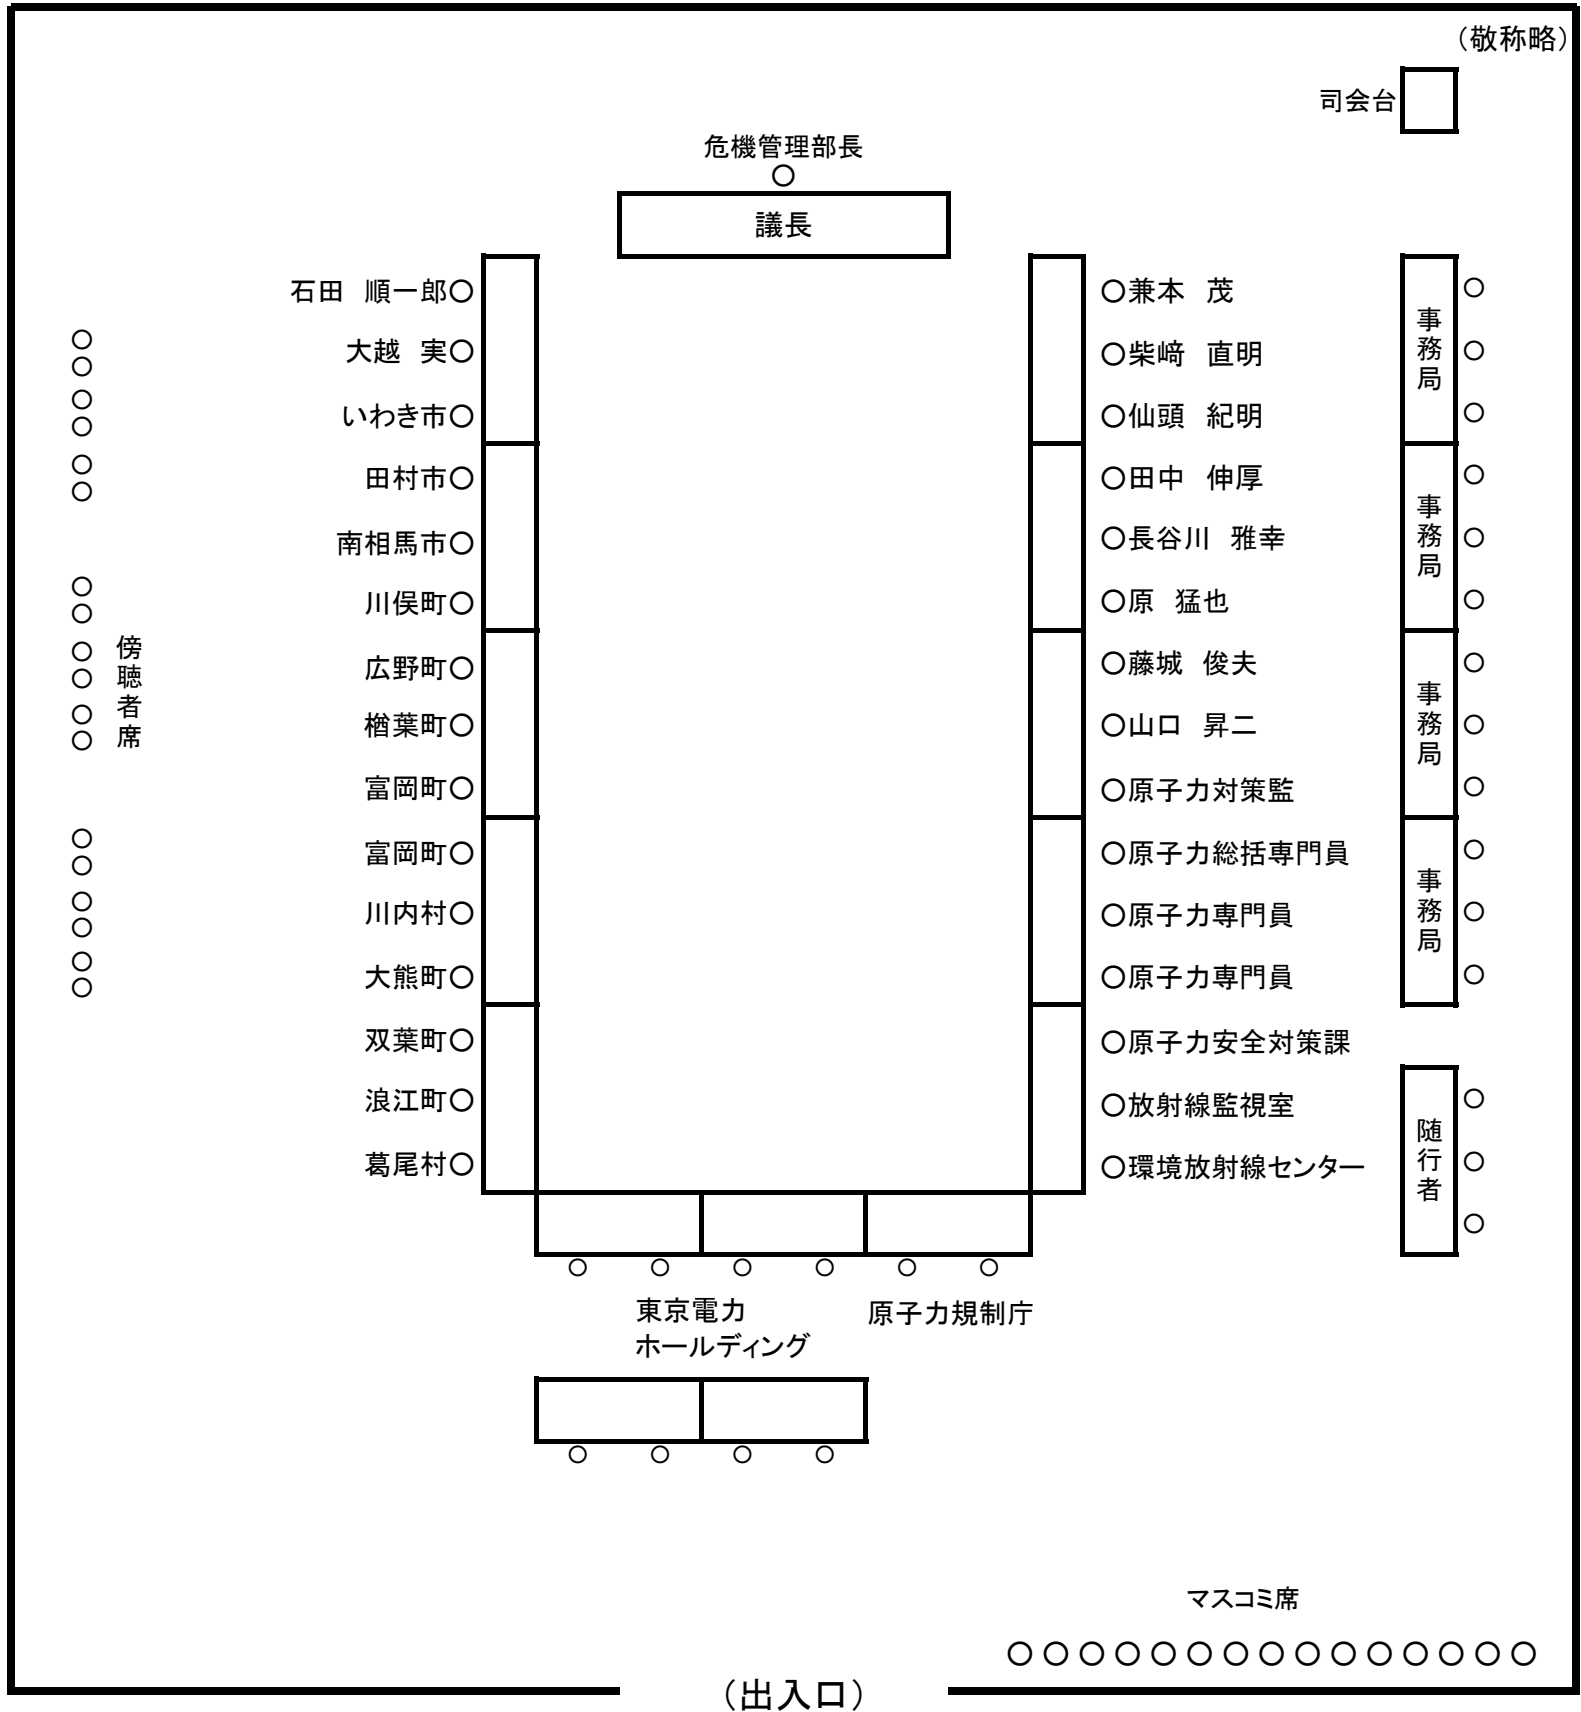 （敬称略）
司会台
危機管理部長
○
議長
石田　順一郎○
大越　実○
いわき市○
田村市○
南相馬市○
川俣町○
広野町○
楢葉町○
富岡町○
富岡町○
川内村○
大熊町○
双葉町○
浪江町○
葛尾村○
○兼本　茂
○柴﨑　直明
○仙頭　紀明
○田中　伸厚
○長谷川　雅幸
○原　猛也
○藤城　俊夫
○山口　昇二
○原子力対策監
○原子力総括専門員
○原子力専門員
○原子力専門員
○原子力安全対策課
○放射線監視室
○環境放射線センター
事務局
事務局
事務局
事務局
随行者
傍聴者席
○ ○ ○ ○ ○ ○
東京電力
ホールディング
原子力規制庁
○ ○ ○ ○
マスコミ席
○○○○○○○○○○○○○○○
（出入口）